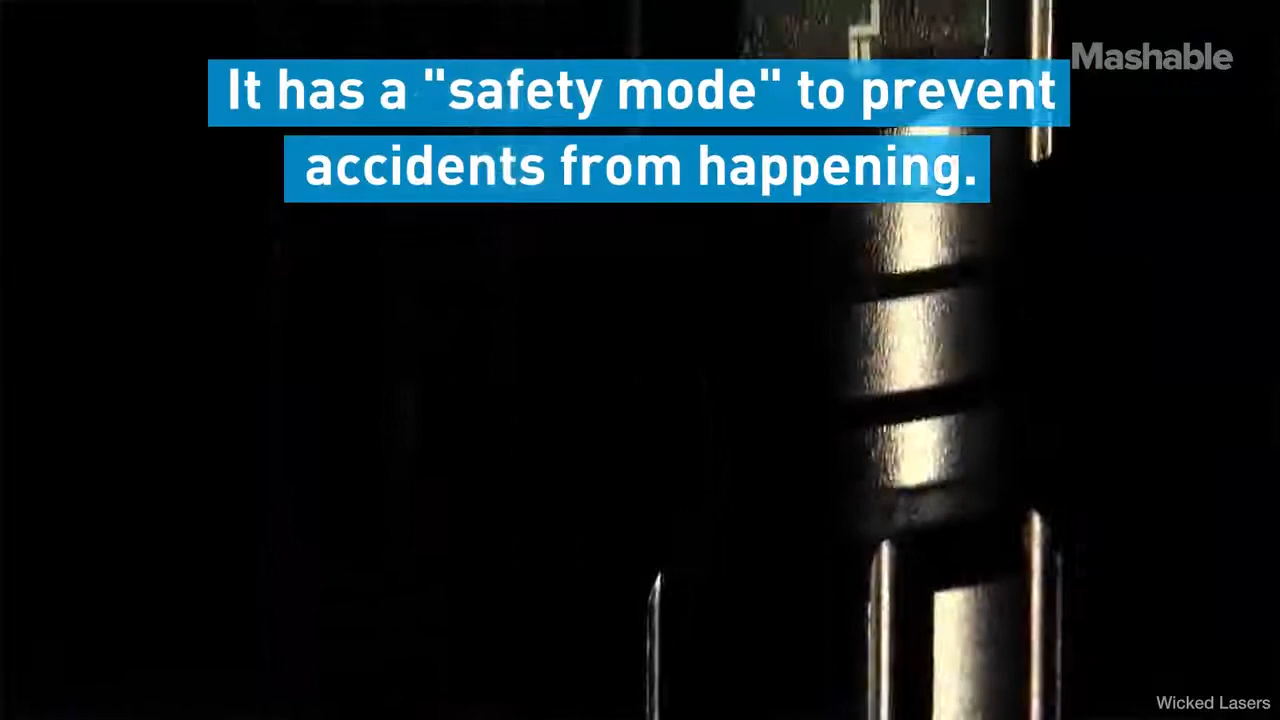 Mashable
It has a "safety mode" to prevent
accidents from happening.
Wicked Lasers